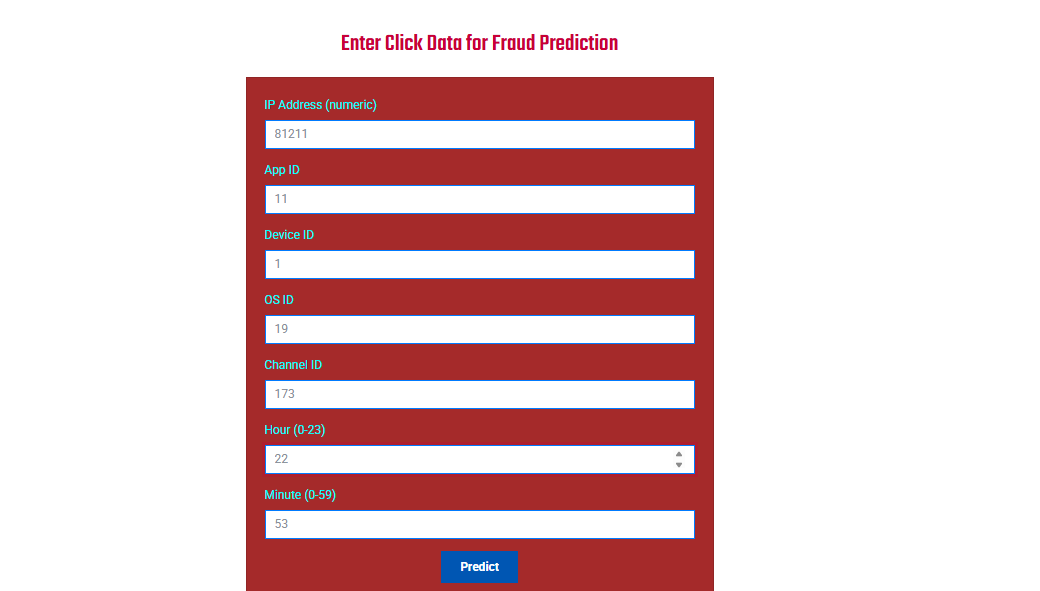 Enter Click Data for Fraud Prediction
IP Address (numeric)
81211
App ID
11
Device ID
1
OS ID
19
Channel ID
173
Hour (0-23)
22
Minute (0-59)
53
Predict